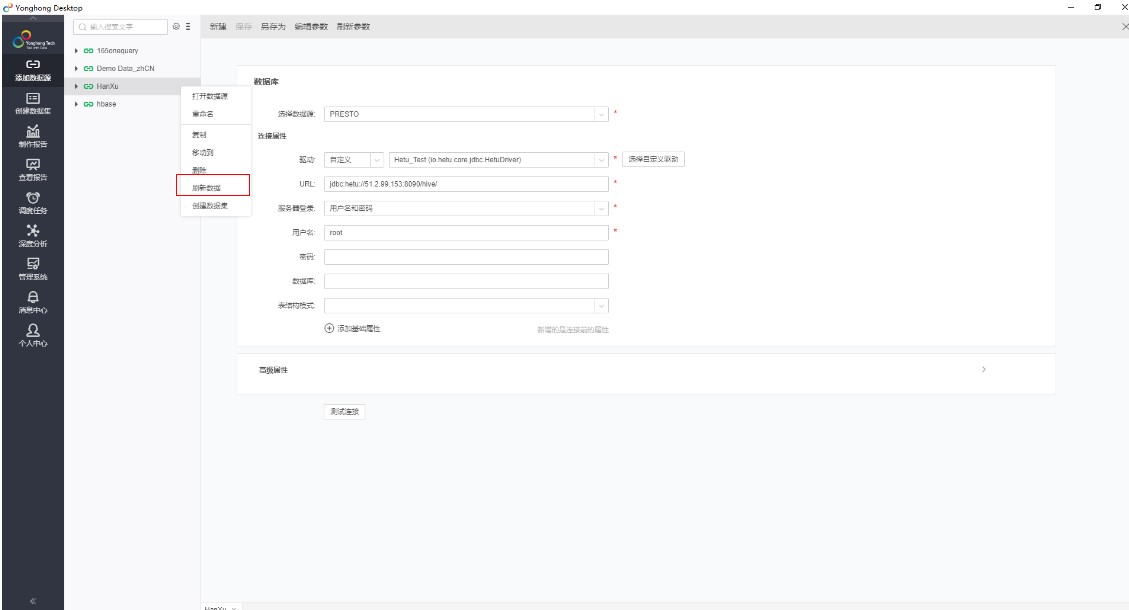 Yonghong Desktop
Yonghong Tech
输入搜索文字
新建 保存 另存为 编辑参数 刷新参数
添加数据源
创建数据集
制作报告
查看报告
调度任务
深度分析
管理系统
消息中心
个人中心
165onequery
Demo Data_zhCN
HanXu
hbase
打开数据源
重命名
复制
移动到
删除
刷新数据
创建数据集
数据库
选择数据源: PRESTO *
连接属性
驱动: 自定义 Hetu_Test (io.hetu.core.jdbc.HetuDriver) * 选择自定义驱动
URL: jdbc:hetu://51.2.99.153:8090/hive/ *
服务器登录: 用户名和密码 *
用户名: root *
密码:
数据库:
表结构模式:
添加基础属性 新增的是连接前的属性
高级属性
测试连接
HanXu